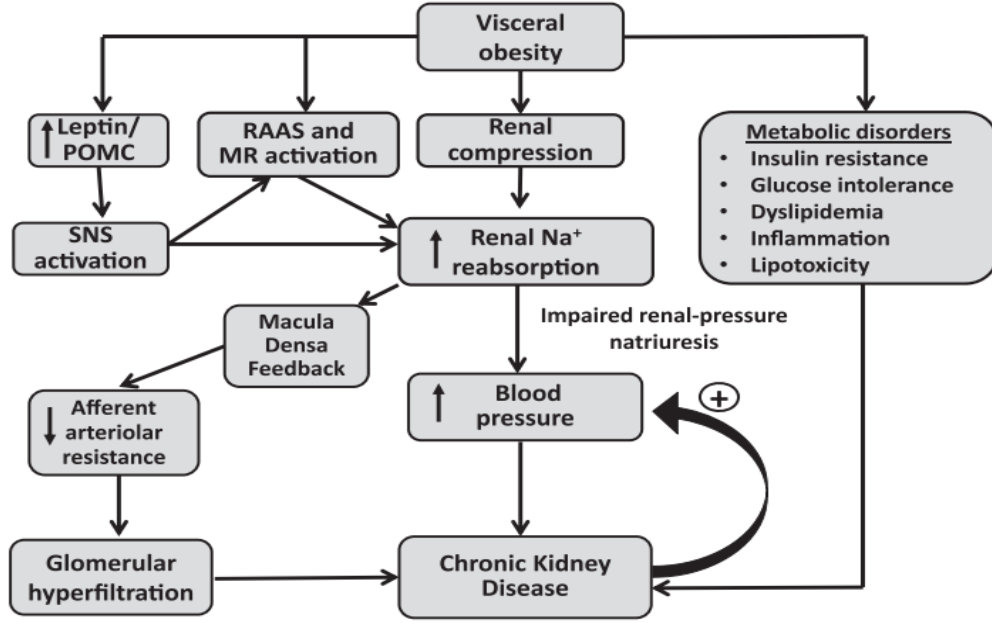 Visceral
obesity
Leptin/
POMC
RAAS and
MR activation
Renal
compression
Metabolic disorders
• Insulin resistance
• Glucose intolerance
• Dyslipidemia
• Inflammation
• Lipotoxicity
SNS
activation
Renal Na⁺
reabsorption
Macula
Densa
Feedback
Impaired renal-pressure
natriuresis
Afferent
arteriolar
resistance
Blood
pressure
+
Glomerular
hyperfiltration
Chronic Kidney
Disease